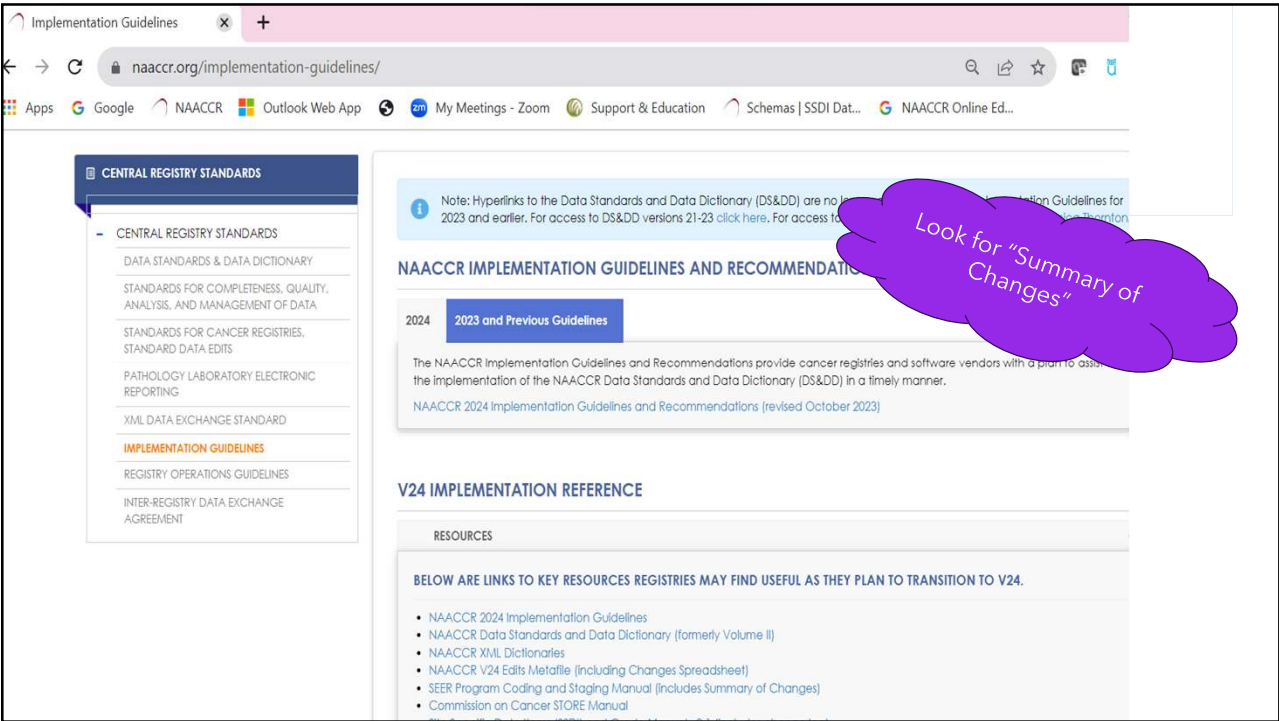 Implementation Guidelines
naaccr.org/implementation-guidelines/
Apps
Google
NAACCR
Outlook Web App
zm
My Meetings - Zoom
Support & Education
Schemas | SSDI Dat...
NAACCR Online Ed...
CENTRAL REGISTRY STANDARDS
- CENTRAL REGISTRY STANDARDS
DATA STANDARDS & DATA DICTIONARY
STANDARDS FOR COMPLETENESS, QUALITY,
ANALYSIS, AND MANAGEMENT OF DATA
STANDARDS FOR CANCER REGISTRIES,
STANDARD DATA EDITS
PATHOLOGY LABORATORY ELECTRONIC
REPORTING
XML DATA EXCHANGE STANDARD
IMPLEMENTATION GUIDELINES
REGISTRY OPERATIONS GUIDELINES
INTER-REGISTRY DATA EXCHANGE
AGREEMENT
Note: Hyperlinks to the Data Standards and Data Dictionary (DS&DD) are no Guidelines for
2023 and earlier. For access to DS&DD versions 21-23 click here. For access to Thornton
Look for "Summary of
Changes"
NAACCR IMPLEMENTATION GUIDELINES AND
2024
2023 and Previous Guidelines
The NAACCR Implementation Guidelines and Recommendations provide cancer registries and software vendors with a plan to
the implementation of the NAACCR Data Standards and Data Dictionary (DS&DD) in a timely manner.
NAACCR 2024 Implementation Guidelines and Recommendations (revised October 2023)
V24 IMPLEMENTATION REFERENCE
RESOURCES
BELOW ARE LINKS TO KEY RESOURCES REGISTRIES MAY FIND USEFUL AS THEY PLAN TO TRANSITION TO V24.
• NAACCR 2024 Implementation Guidelines
• NAACCR Data Standards and Data Dictionary (formerly Volume II)
• NAACCR XML Dictionaries
• NAACCR V24 Edits Metafile (including Changes Spreadsheet)
• SEER Program Coding and Staging Manual (includes Summary of Changes)
• Commission on Cancer STORE Manual